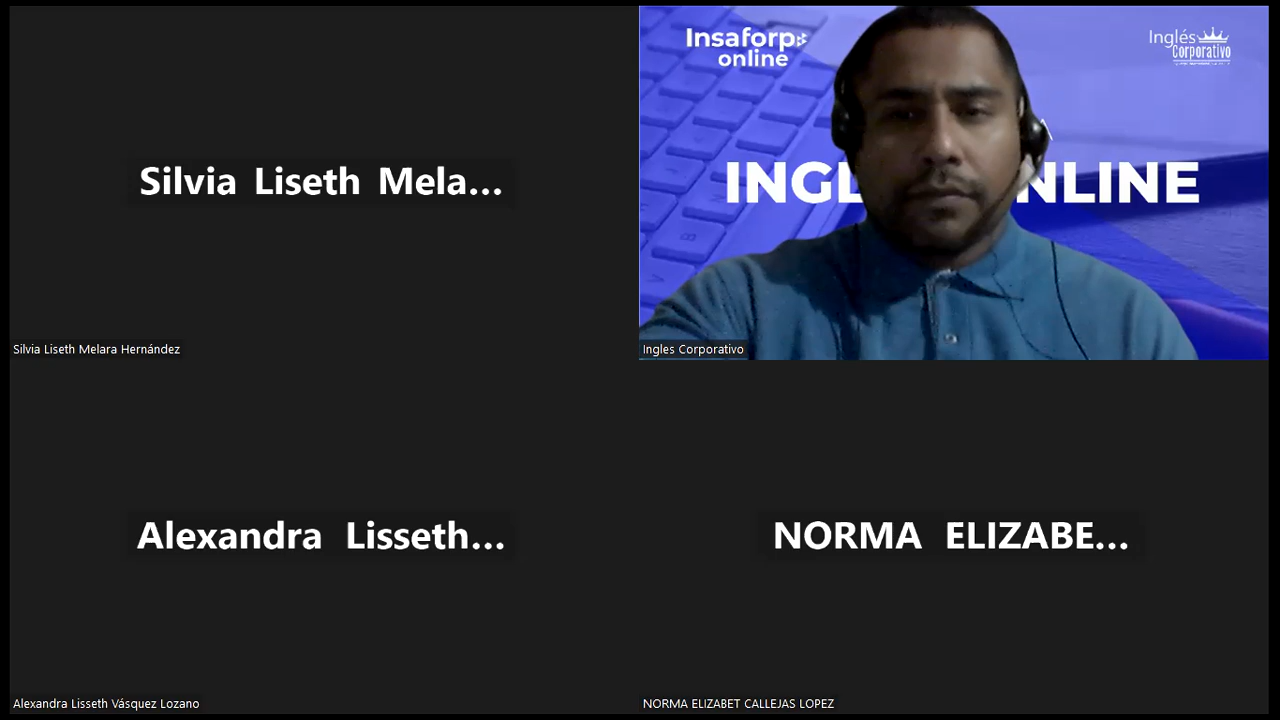 Silvia Liseth Mela...
Silvia Liseth Melara Hernández
Insaforp
online
Inglés
Corporativo
INGL NLINE
Ingles Corporativo
Alexandra Lisseth...
Alexandra Lisseth Vásquez Lozano
NORMA ELIZABE...
NORMA ELIZABET CALLEJAS LOPEZ